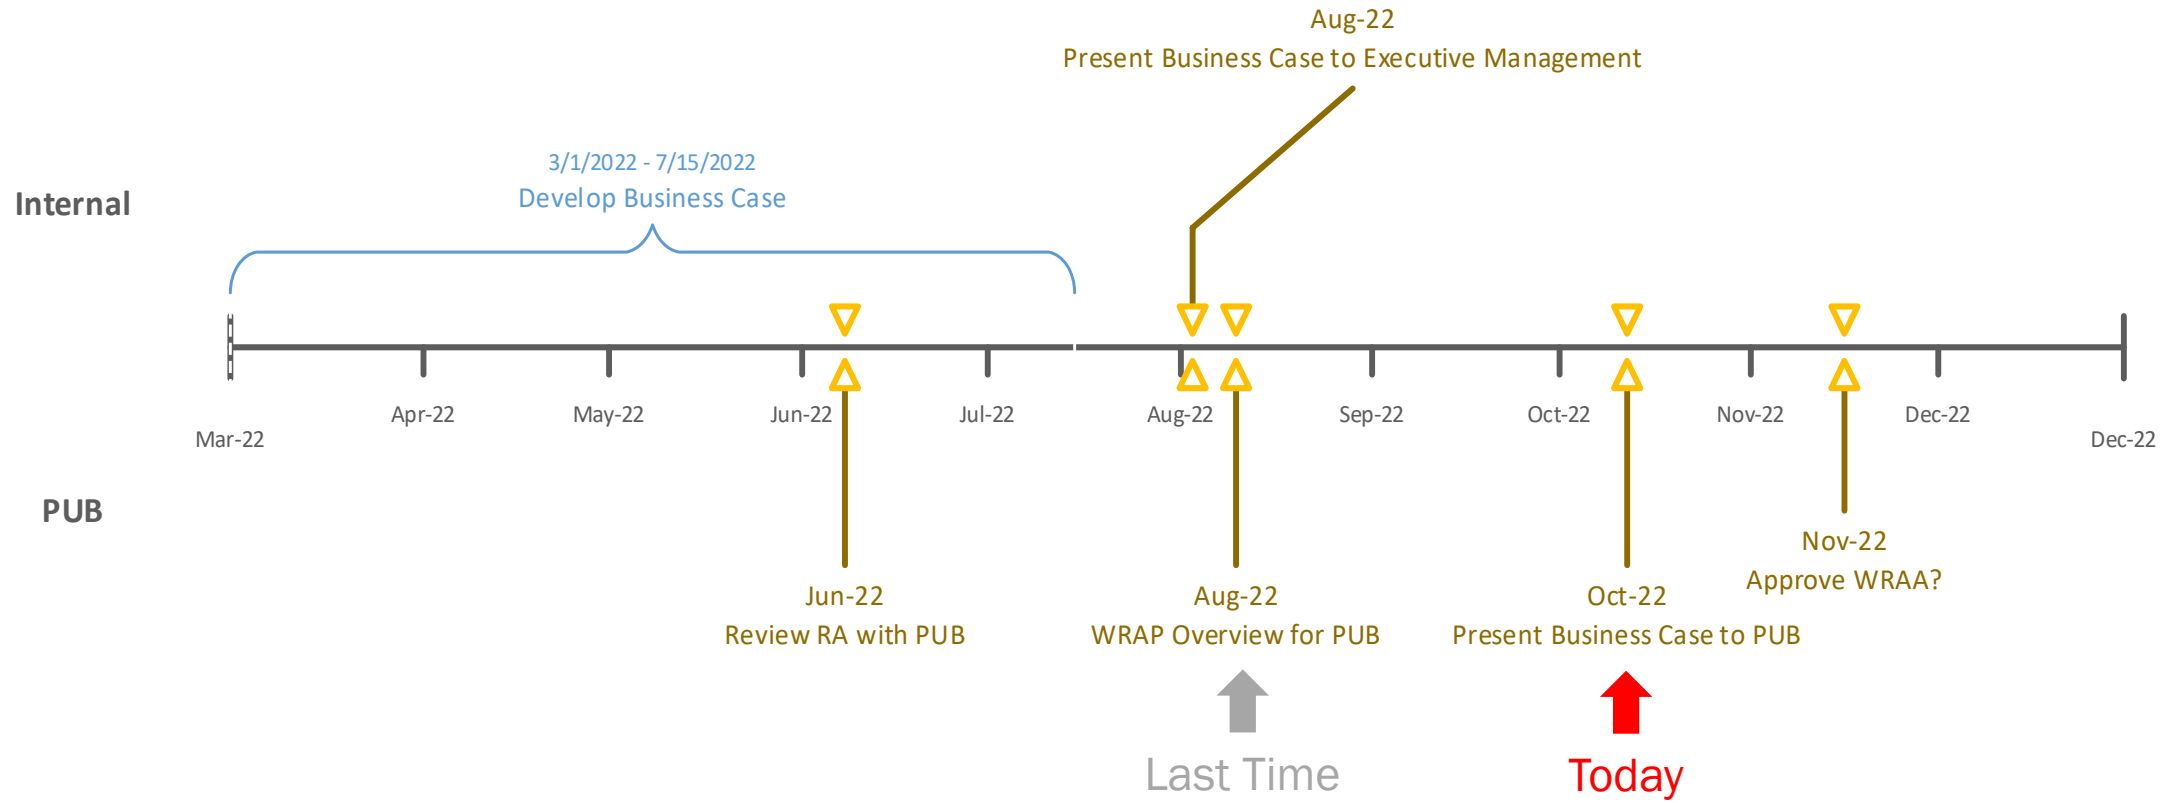 Aug-22
Present Business Case to Executive Management
3/1/2022 - 7/15/2022
Develop Business Case
Internal
Apr-22
May-22
Jun-22
Jul-22
Aug-22
Sep-22
Oct-22
Nov-22
Dec-22
Mar-22
Dec-22
PUB
Jun-22
Review RA with PUB
Aug-22
WRAP Overview for PUB
Oct-22
Present Business Case to PUB
Nov-22
Approve WRAA?
Last Time
Today